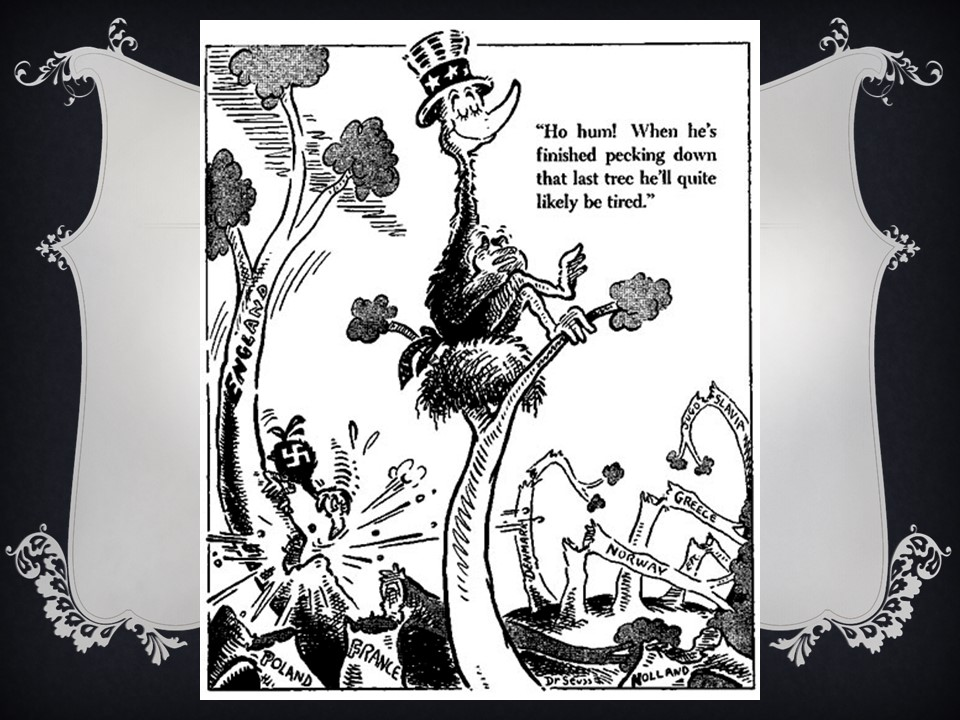 “Ho hum! When he’s
finished pecking down
that last tree he’ll quite
likely be tired.”
ENGLAND
JUGO SLAVIA
GREECE
DENMARK
NORWAY
POLAND
FRANCE
Dr Seuss
HOLLAND